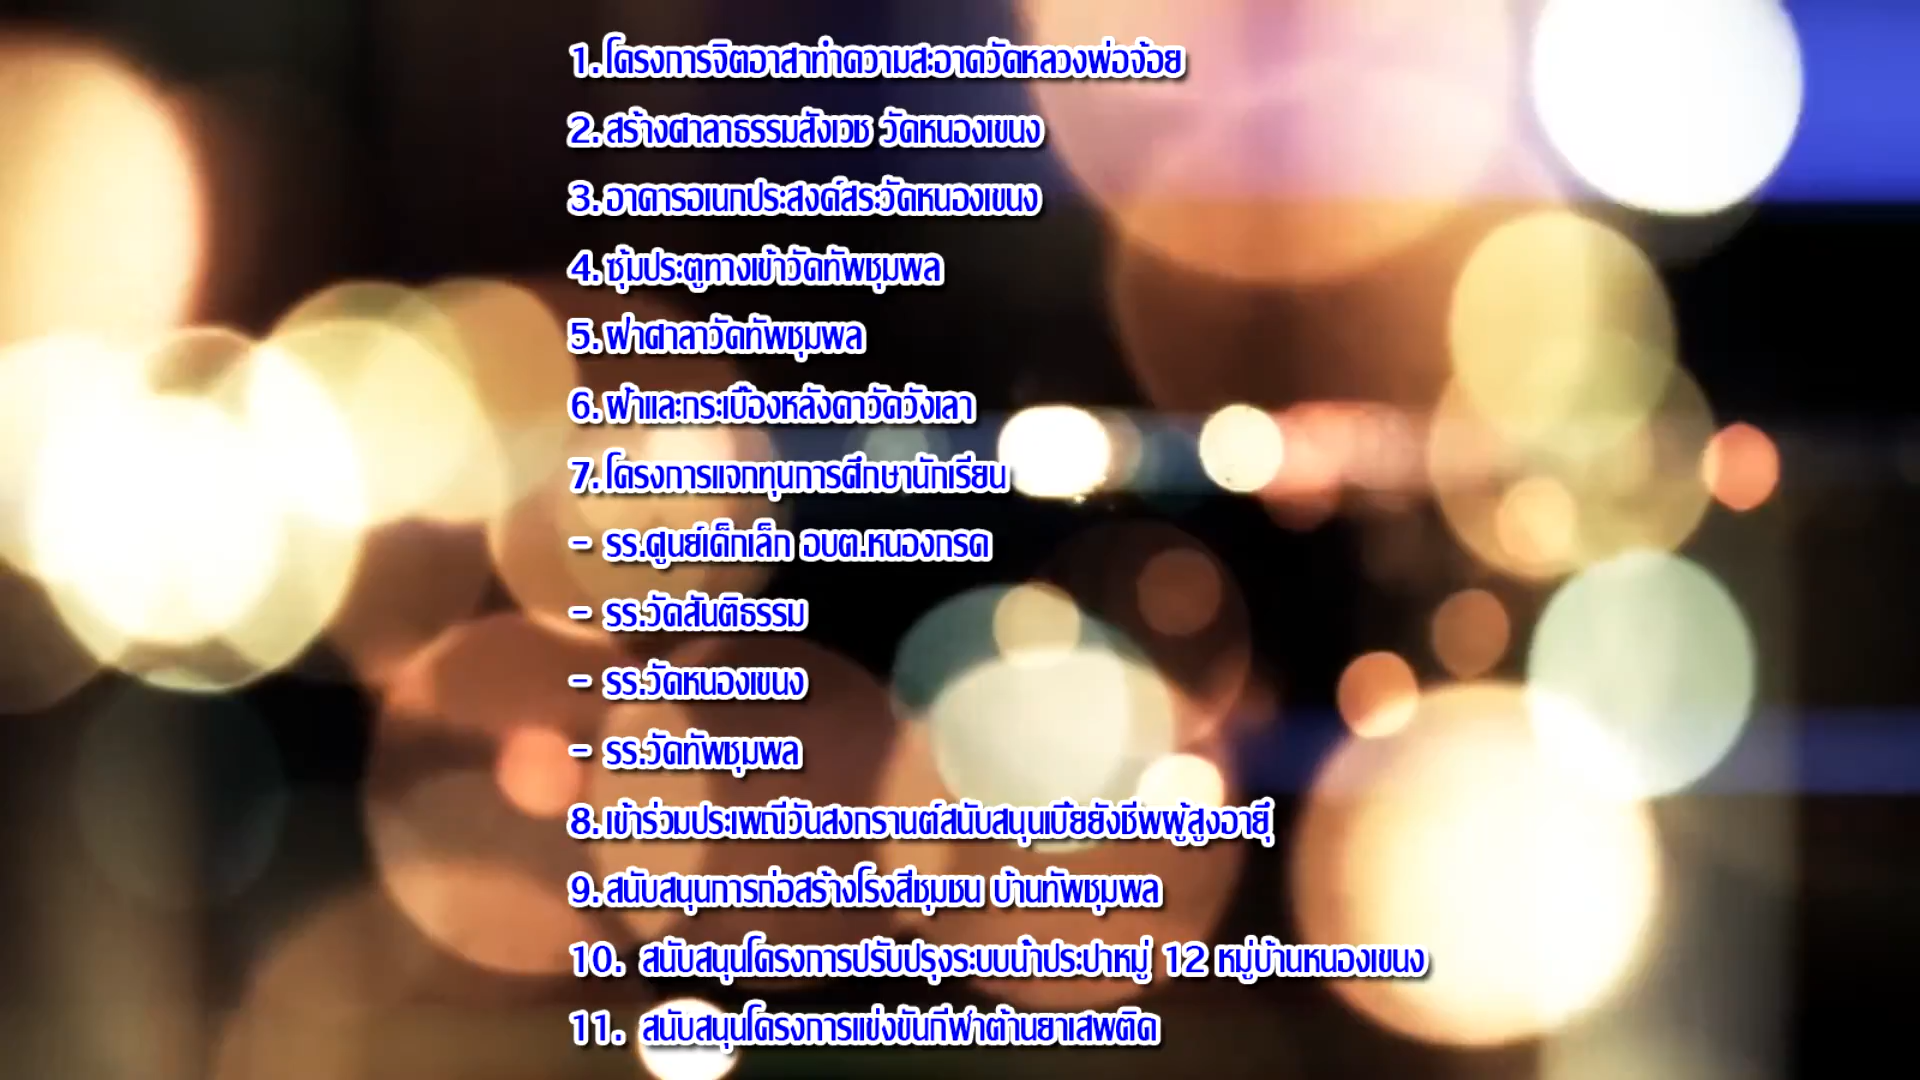 1. โครงการจิตอาสาทำความสะอาดวัดหลวงพ่อจ้อย
2. สร้างศาลาธรรมสังเวช วัดหนองเขนง
3. อาคารอเนกประสงค์สระวัดหนองเขนง
4. ซุ้มประตูทางเข้าวัดทัพชุมพล
5. ฝาศาลาวัดทัพชุมพล
6. ฝ้าและกระเบื้องหลังคาวัดวังเลา
7. โครงการแจกทุนการศึกษานักเรียน
- รร.ศูนย์เด็กเล็ก อบต.หนองกรด
- รร.วัดสันติธรรม
- รร.วัดหนองเขนง
- รร.วัดทัพชุมพล
8. เข้าร่วมประเพณีวันสงกรานต์สนับสนุนเบี้ยยังชีพผู้สูงอายุึ
9. สนับสนุนการก่อสร้างโรงสีชุมชน บ้านทัพชุมพล
10. สนับสนุนโครงการปรับปรุงระบบน้ำประปาหมู่ 12 หมู่บ้านหนองเขนง
11. สนับสนุนโครงการแข่งขันกีฬาต้านยาเสพติด